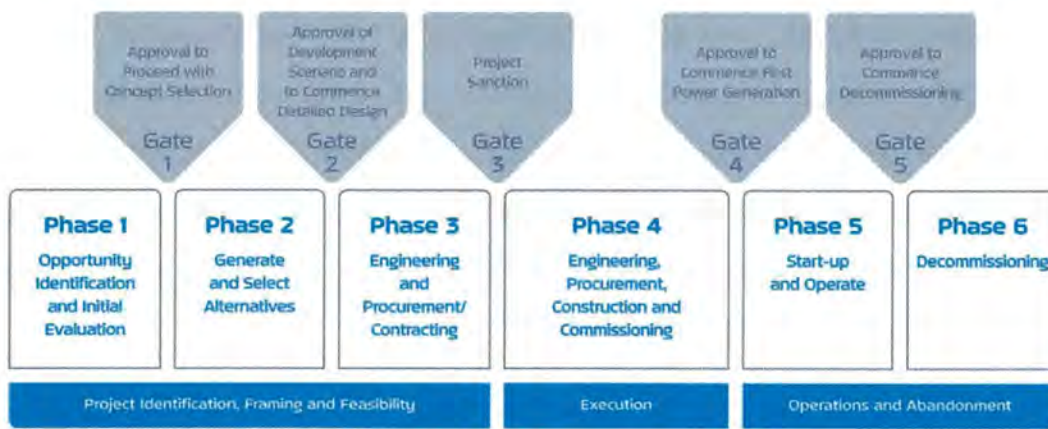 Approval to
Proceed with
Concept Selection
Gate
1
Approval of
Development
Scenario and
to Commence
Detailed Design
Gate
2
Project
Sanction
Gate
3
Approval to
Commence First
Power Generation
Gate
4
Approval to
Commence
Decommissioning
Gate
5
Phase 1
Opportunity
Identification
and Initial
Evaluation
Phase 2
Generate
and Select
Alternatives
Phase 3
Engineering
and
Procurement/
Contracting
Phase 4
Engineering,
Procurement,
Construction and
Commissioning
Phase 5
Start-up
and Operate
Phase 6
Decommissioning
Project Identification, Framing and Feasibility
Execution
Operations and Abandonment